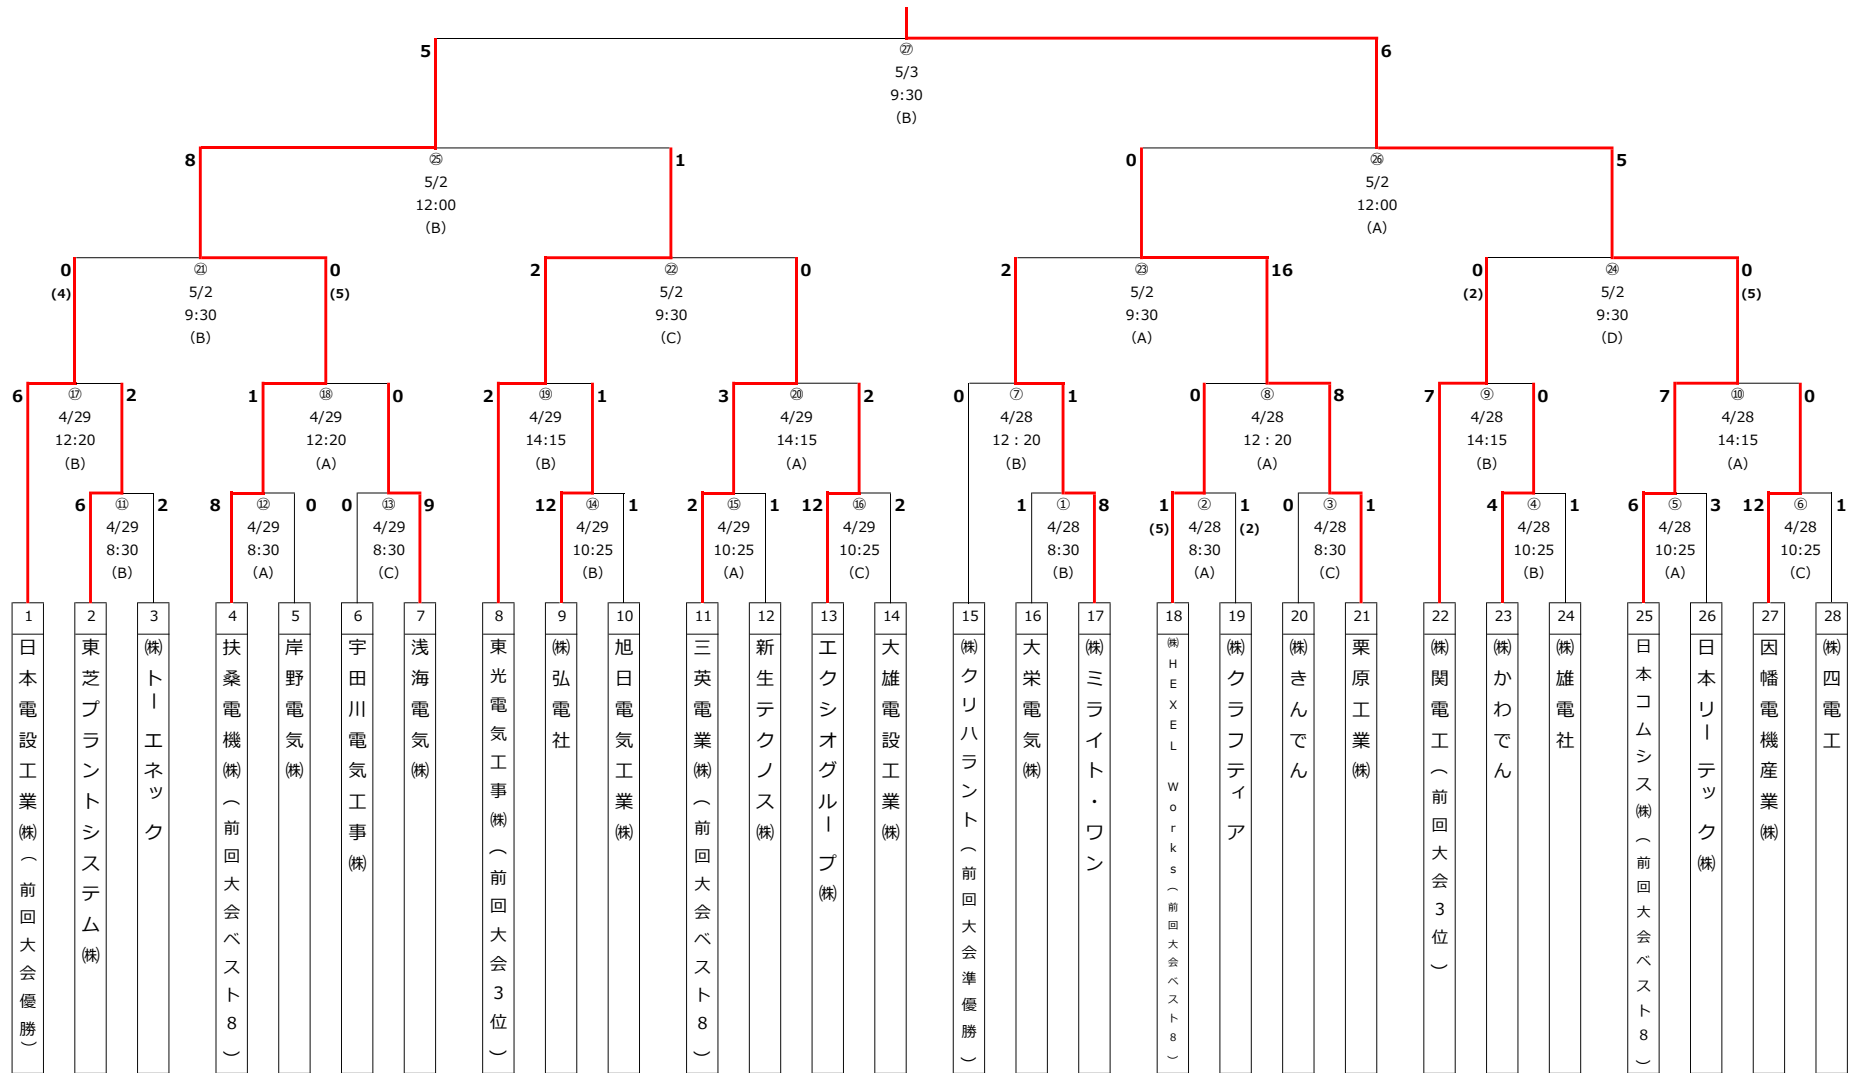 5 6
㉗
5/3
9:30
(B)
8 1 0 5
㉕ ㉖
5/2 5/2
12:00 12:00
(B) (A)
0 0 2 0 2 16 0 0
(4) (5) (2) (5)
㉑ ㉒ ㉓ ㉔
5/2 5/2 5/2 5/2
9:30 9:30 9:30 9:30
(B) (C) (A) (D)
6 2 1 0 2 1 3 2 0 1 0 8 7 0 7 0
⑰ ⑱ ⑲ ⑳ ⑦ ⑧ ⑨ ⑩
4/29 4/29 4/29 4/29 4/28 4/28 4/28 4/28
12:20 12:20 14:15 14:15 12：20 12：20 14:15 14:15
(B) (A) (B) (A) (B) (A) (B) (A)
6 2 8 0 0 9 12 1 2 1 12 2 1 8 1 1 0 1 4 1 6 3 12 1
(5) (2)
⑪ ⑫ ⑬ ⑭ ⑮ ⑯ ① ② ③ ④ ⑤ ⑥
4/29 4/29 4/29 4/29 4/29 4/29 4/28 4/28 4/28 4/28 4/28 4/28
8:30 8:30 8:30 10:25 10:25 10:25 8:30 8:30 8:30 10:25 10:25 10:25
(B) (A) (C) (B) (A) (C) (B) (A) (C) (B) (A) (C)
1 日本電設工業㈱（前回大会優勝）
2 東芝プラントシステム㈱
3 ㈱トーエネック
4 扶桑電機㈱（前回大会ベスト8）
5 岸野電気㈱
6 宇田川電気工事㈱
7 浅海電気㈱
8 東光電気工事㈱（前回大会3位）
9 ㈱弘電社
10 旭日電気工業㈱
11 三英電業㈱（前回大会ベスト8）
12 新生テクノス㈱
13 エクシオグループ㈱
14 大雄電設工業㈱
15 ㈱クリハラント（前回大会準優勝）
16 大栄電気㈱
17 ㈱ミライト・ワン
18 ㈱HEXEL Works（前回大会ベスト8）
19 ㈱クラフティア
20 ㈱きんでん
21 栗原工業㈱
22 ㈱関電工（前回大会3位）
23 ㈱かわでん
24 ㈱雄電社
25 日本コムシス㈱（前回大会ベスト8）
26 日本リーテック㈱
27 因幡電機産業㈱
28 ㈱四電工